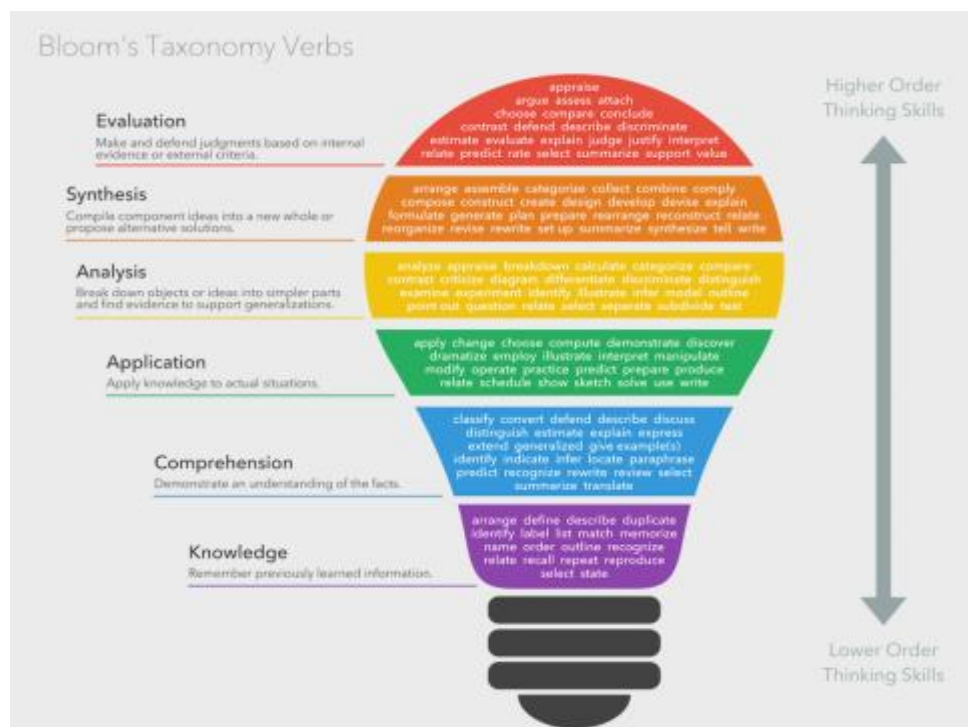 Bloom's Taxonomy Verbs
Higher Order
Thinking Skills
Evaluation
Make and defend judgments based on internal
evidence or external criteria.
appraise
argue assess attach
choose compare conclude
contrast defend describe discriminate
estimate evaluate explain judge justify interpret
relate predict rate select summarize support value
Synthesis
Compile component ideas into a new whole or
propose alternative solutions.
arrange assemble categorize collect combine comply
compose construct create design develop devise explain
formulate generate plan prepare rearrange reconstruct relate
reorganize revise rewrite set up summarize synthesize tell write
Analysis
Break down objects or ideas into simpler parts
and find evidence to support generalizations.
analyze appraise breakdown calculate categorize compare
contrast criticize diagram differentiate discriminate distinguish
examine experiment identify illustrate infer model outline
point out question relate select separate subdivide test
Application
Apply knowledge to actual situations.
apply change choose compute demonstrate discover
dramatize employ illustrate interpret manipulate
modify operate practice predict prepare produce
relate schedule show sketch solve use write
Comprehension
Demonstrate an understanding of the facts.
classify convert defend describe discuss
distinguish estimate explain express
extend generalized give example(s)
identify indicate infer locate paraphrase
predict recognize rewrite review select
summarize translate
Knowledge
Remember previously learned information.
arrange define describe duplicate
identify label list match memorize
name order outline recognize
relate recall repeat reproduce
select state
Lower Order
Thinking Skills